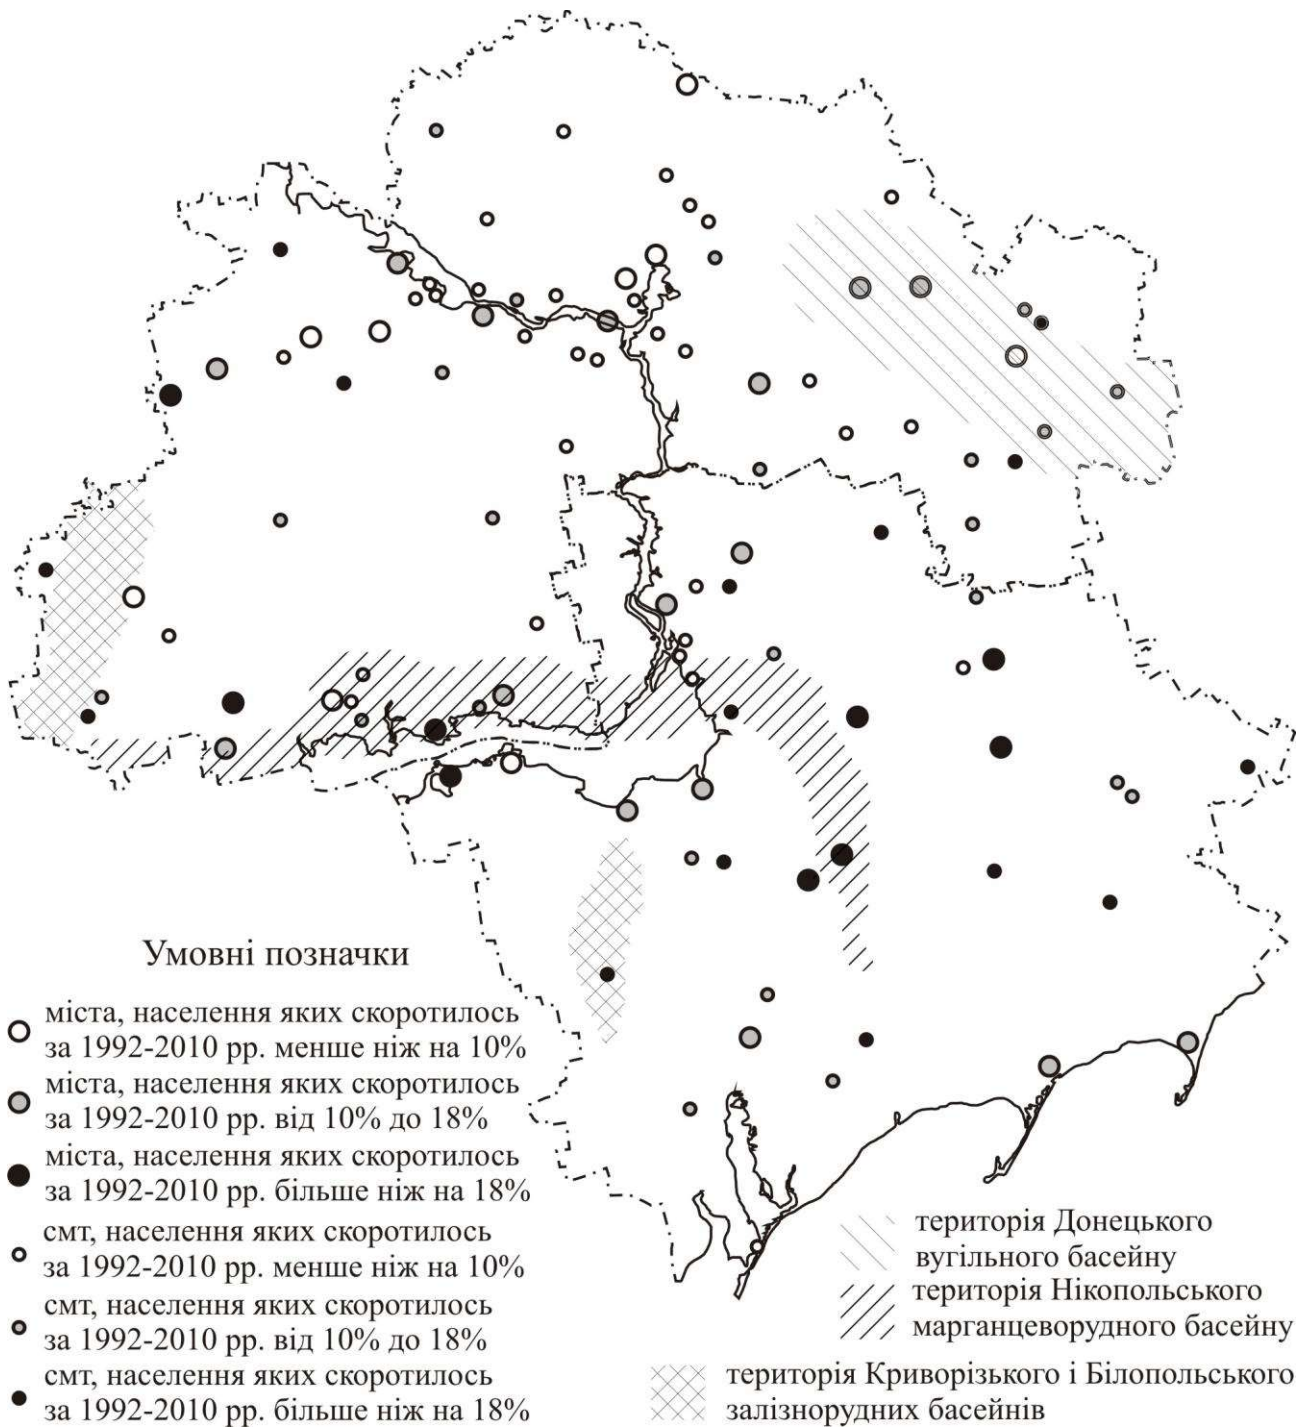 Умовні позначки
міста, населення яких скоротилось
за 1992-2010 рр. менше ніж на 10%
міста, населення яких скоротилось
за 1992-2010 рр. від 10% до 18%
міста, населення яких скоротилось
за 1992-2010 рр. більше ніж на 18%
смт, населення яких скоротилось
за 1992-2010 рр. менше ніж на 10%
смт, населення яких скоротилось
за 1992-2010 рр. від 10% до 18%
смт, населення яких скоротилось
за 1992-2010 рр. більше ніж на 18%
територія Донецького
вугільного басейну
територія Нікопольського
марганцеворудного басейну
територія Криворізького і Білопольського
залізнорудних басейнів